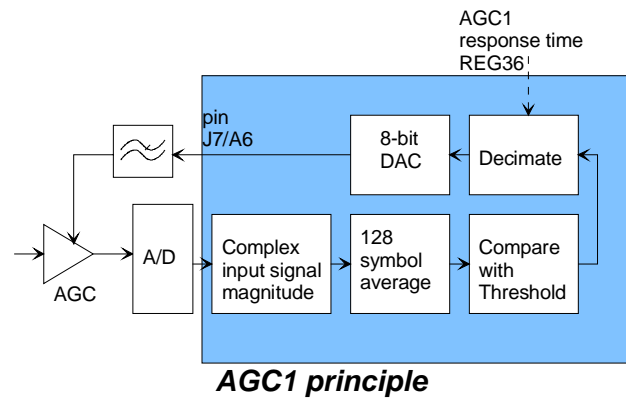 AGC1
response time
REG36
pin
J7/A6
8-bit
DAC
Decimate
A/D
Complex
input signal
magnitude
128
symbol
average
Compare
with
Threshold
AGC
AGC1 principle